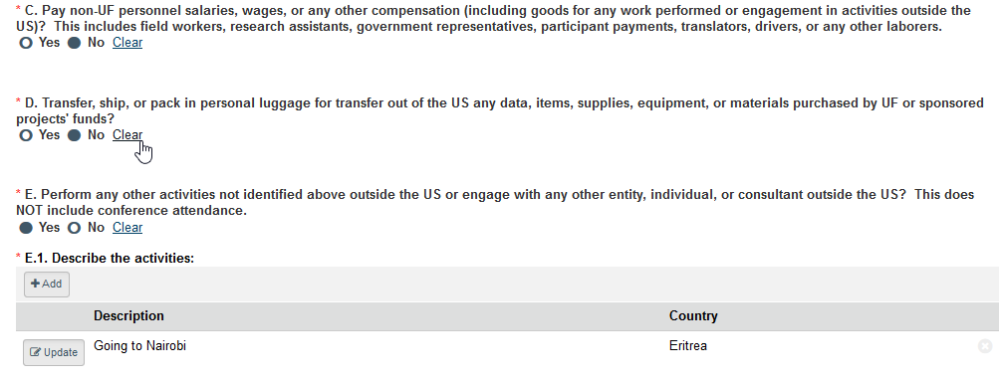 * C. Pay non-UF personnel salaries, wages, or any other compensation (including goods for any work performed or engagement in activities outside the
US)?  This includes field workers, research assistants, government representatives, participant payments, translators, drivers, or any other laborers.
Yes No Clear
* D. Transfer, ship, or pack in personal luggage for transfer out of the US any data, items, supplies, equipment, or materials purchased by UF or sponsored
projects' funds?
Yes No Clear
* E. Perform any other activities not identified above outside the US or engage with any other entity, individual, or consultant outside the US?  This does
NOT include conference attendance.
Yes No Clear
* E.1. Describe the activities:
+ Add
Description Country
Update Going to Nairobi Eritrea